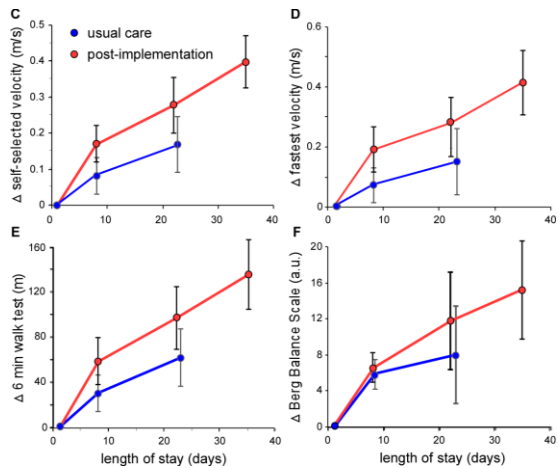 C
usual care
post-implementation
Δ self-selected velocity (m/s)
0.5
0.4
0.3
0.2
0.1
0
0 10 20 30 40
D
Δ fastest velocity (m/s)
0.6
0.4
0.2
0
0 10 20 30 40
E
Δ 6 min walk test (m)
160
120
80
40
0
0 10 20 30 40
length of stay (days)
F
Δ Berg Balance Scale (a.u.)
20
16
12
8
4
0
0 10 20 30 40
length of stay (days)